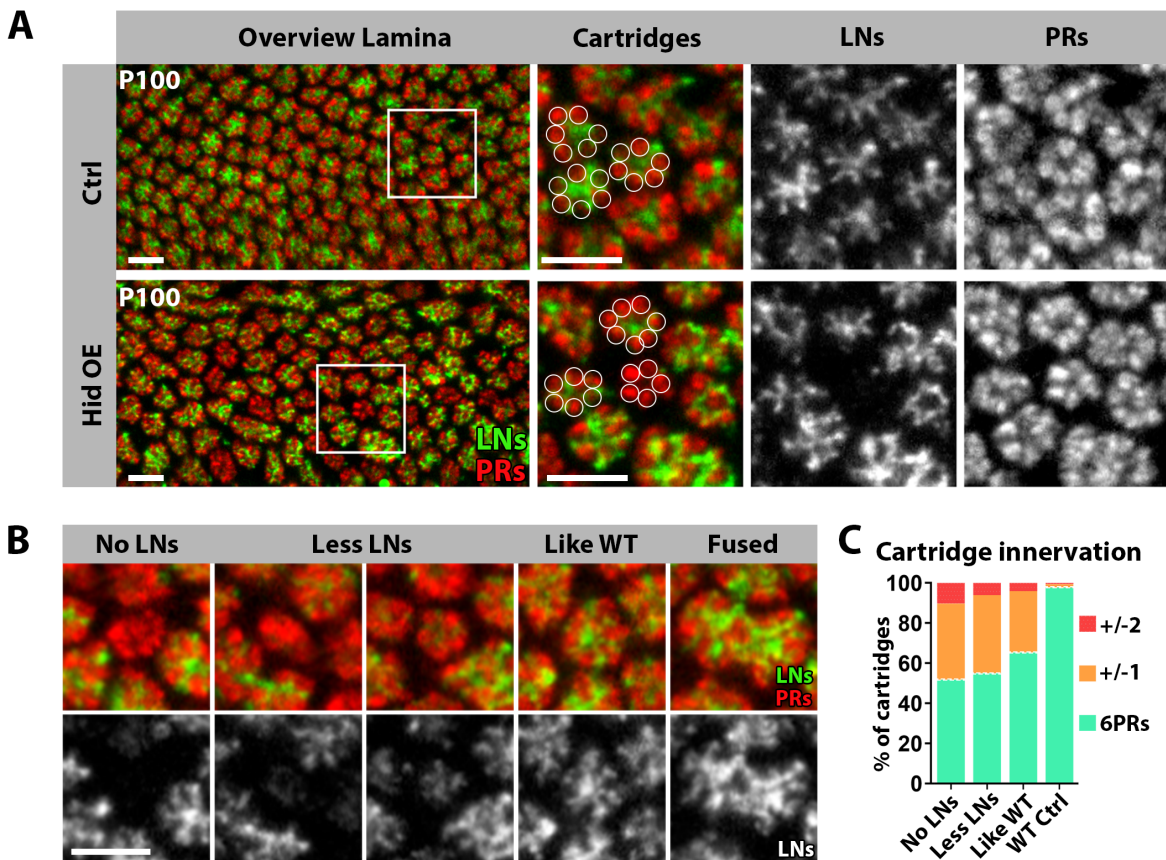 A
Overview Lamina
Cartridges
LNs
PRs
Ctrl
P100
Hid OE
P100
LNs
PRs
B
No LNs
Less LNs
Like WT
Fused
LNs
PRs
LNs
C
Cartridge innervation
% of cartridges
100
80
60
40
20
0
+/-2
+/-1
6PRs
No LNs
Less LNs
Like WT
WT Ctrl